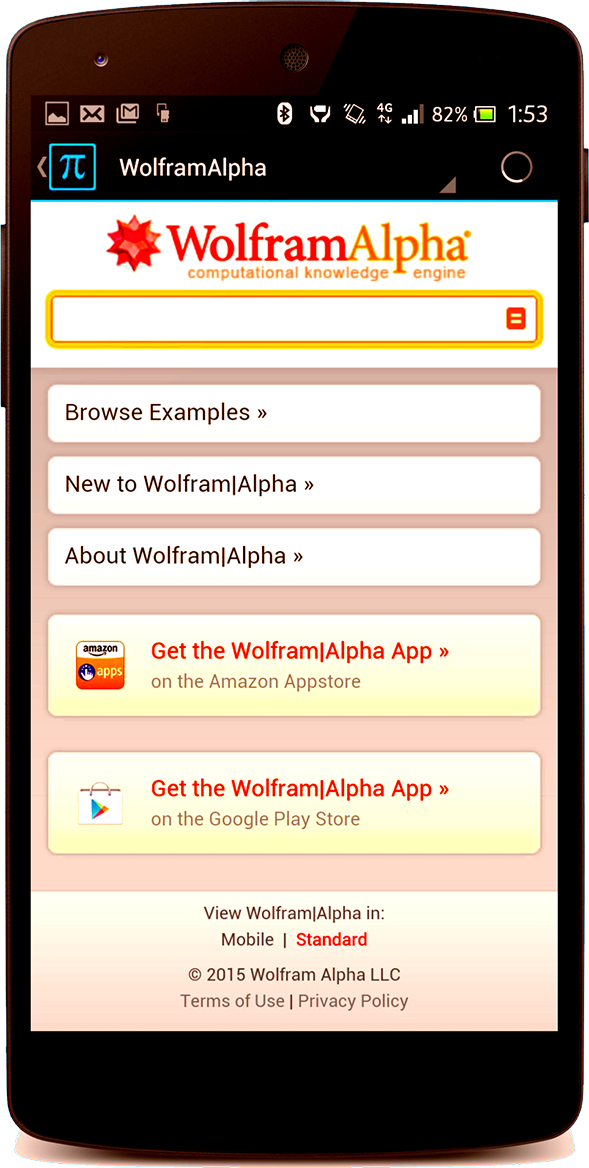 4G 82% 1:53
π WolframAlpha
WolframAlpha
computational knowledge engine
=
Browse Examples »
New to Wolfram|Alpha »
About Wolfram|Alpha »
amazon
apps
Get the Wolfram|Alpha App »
on the Amazon Appstore
Get the Wolfram|Alpha App »
on the Google Play Store
View Wolfram|Alpha in:
Mobile | Standard
© 2015 Wolfram Alpha LLC
Terms of Use | Privacy Policy